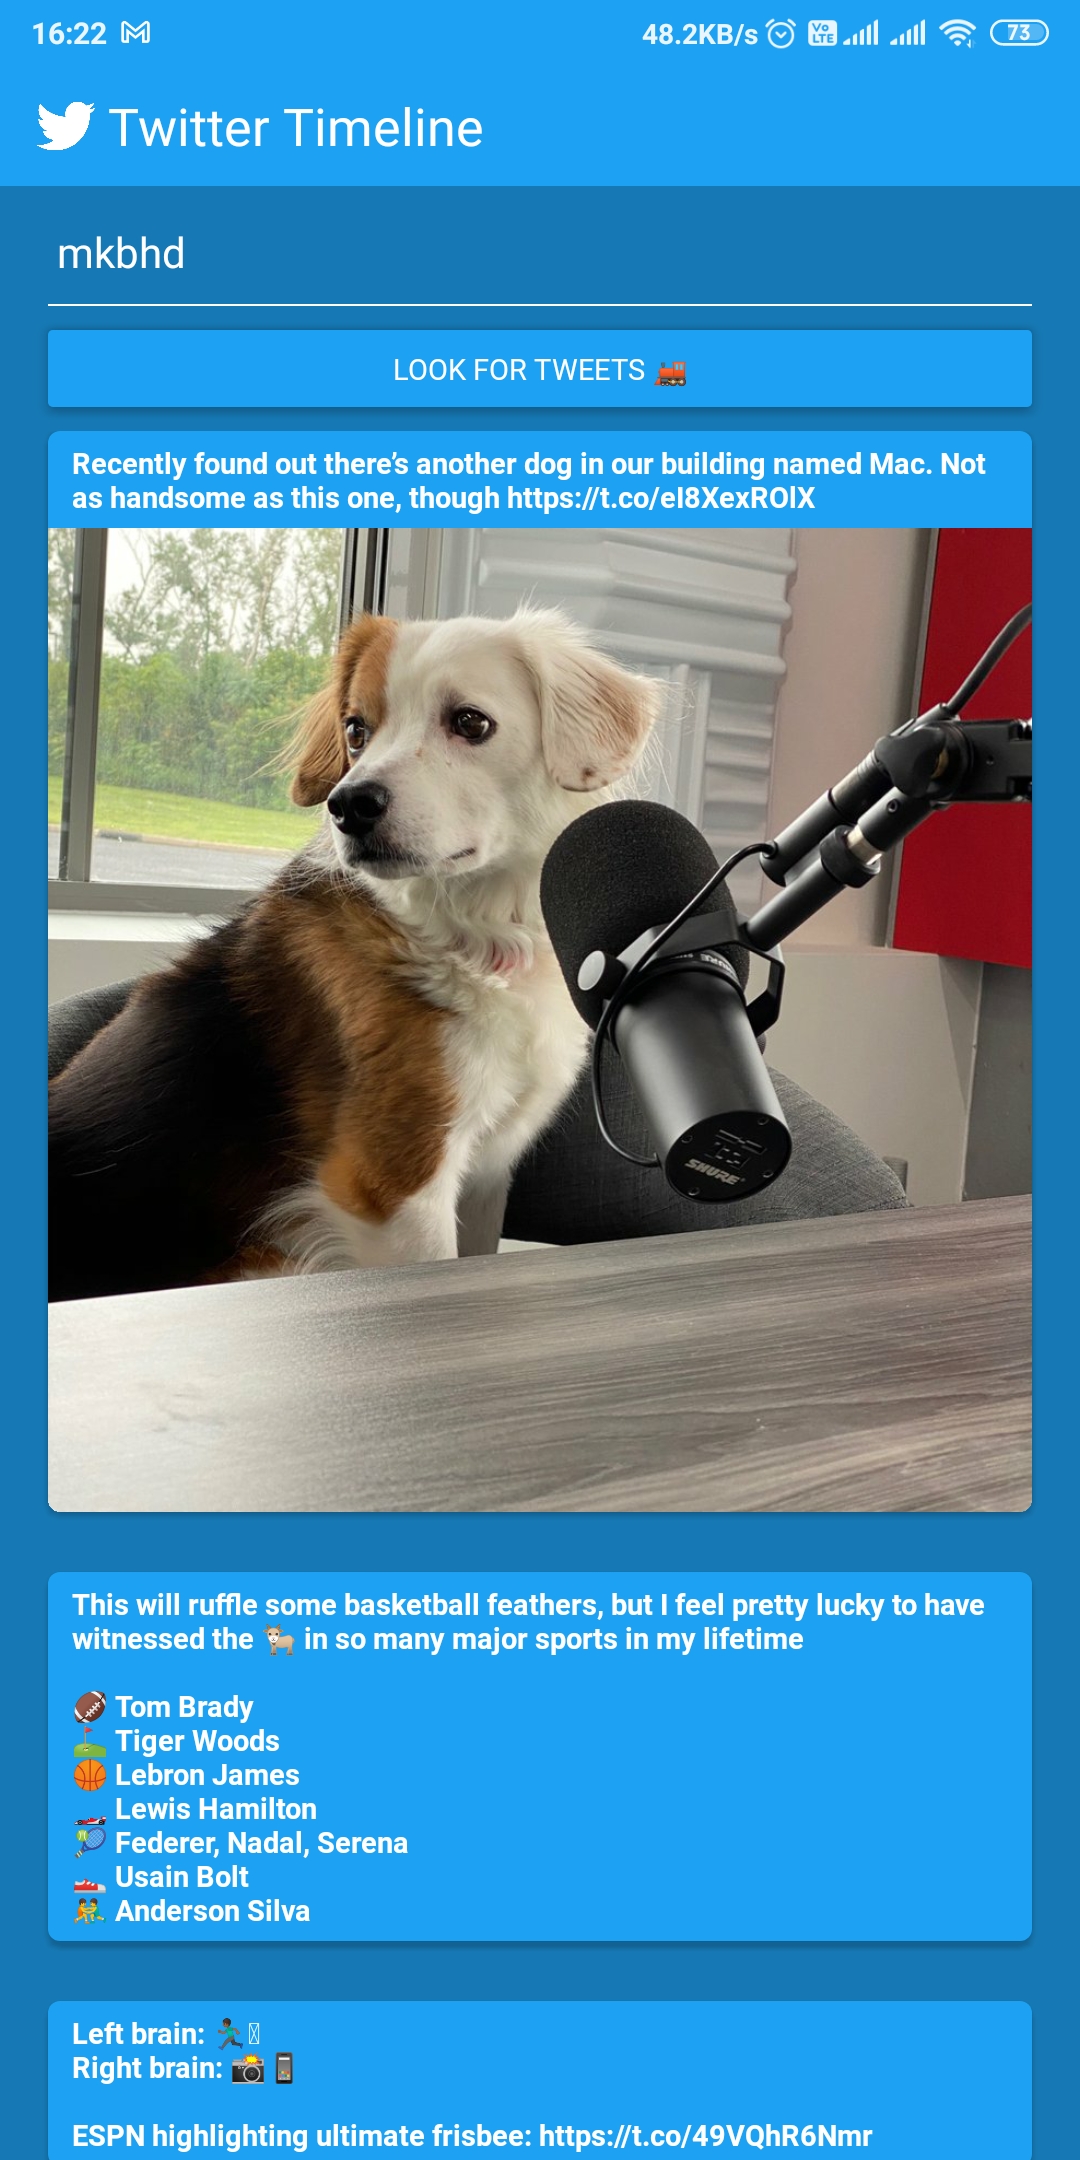 16:22
48.2KB/s Vo LTE 73
Twitter Timeline
mkbhd
LOOK FOR TWEETS 🚂
Recently found out there’s another dog in our building named Mac. Not
as handsome as this one, though https://t.co/eI8XexROlX
SHURE
SHURE
This will ruffle some basketball feathers, but I feel pretty lucky to have
witnessed the 🐐 in so many major sports in my lifetime
🏈 Tom Brady
⛳ Tiger Woods
🏀 Lebron James
🏎 Lewis Hamilton
🎾 Federer, Nadal, Serena
👟 Usain Bolt
🤼 Anderson Silva
Left brain: 🏃🏾
Right brain: 📸📱
ESPN highlighting ultimate frisbee: https://t.co/49VQhR6Nmr